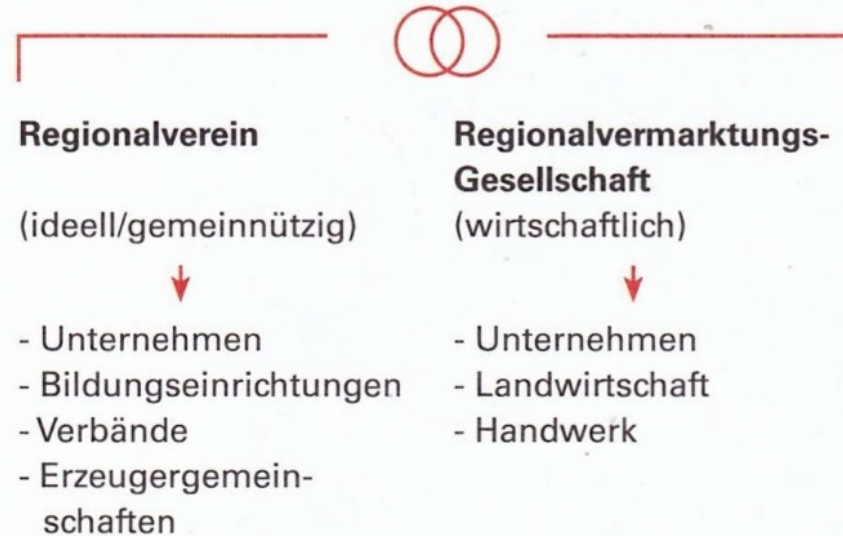 Regionalverein
(ideell/gemeinnützig)
- Unternehmen
- Bildungseinrichtungen
- Verbände
- Erzeugergemein-
schaften
Regionalvermarktungs-
Gesellschaft
(wirtschaftlich)
- Unternehmen
- Landwirtschaft
- Handwerk